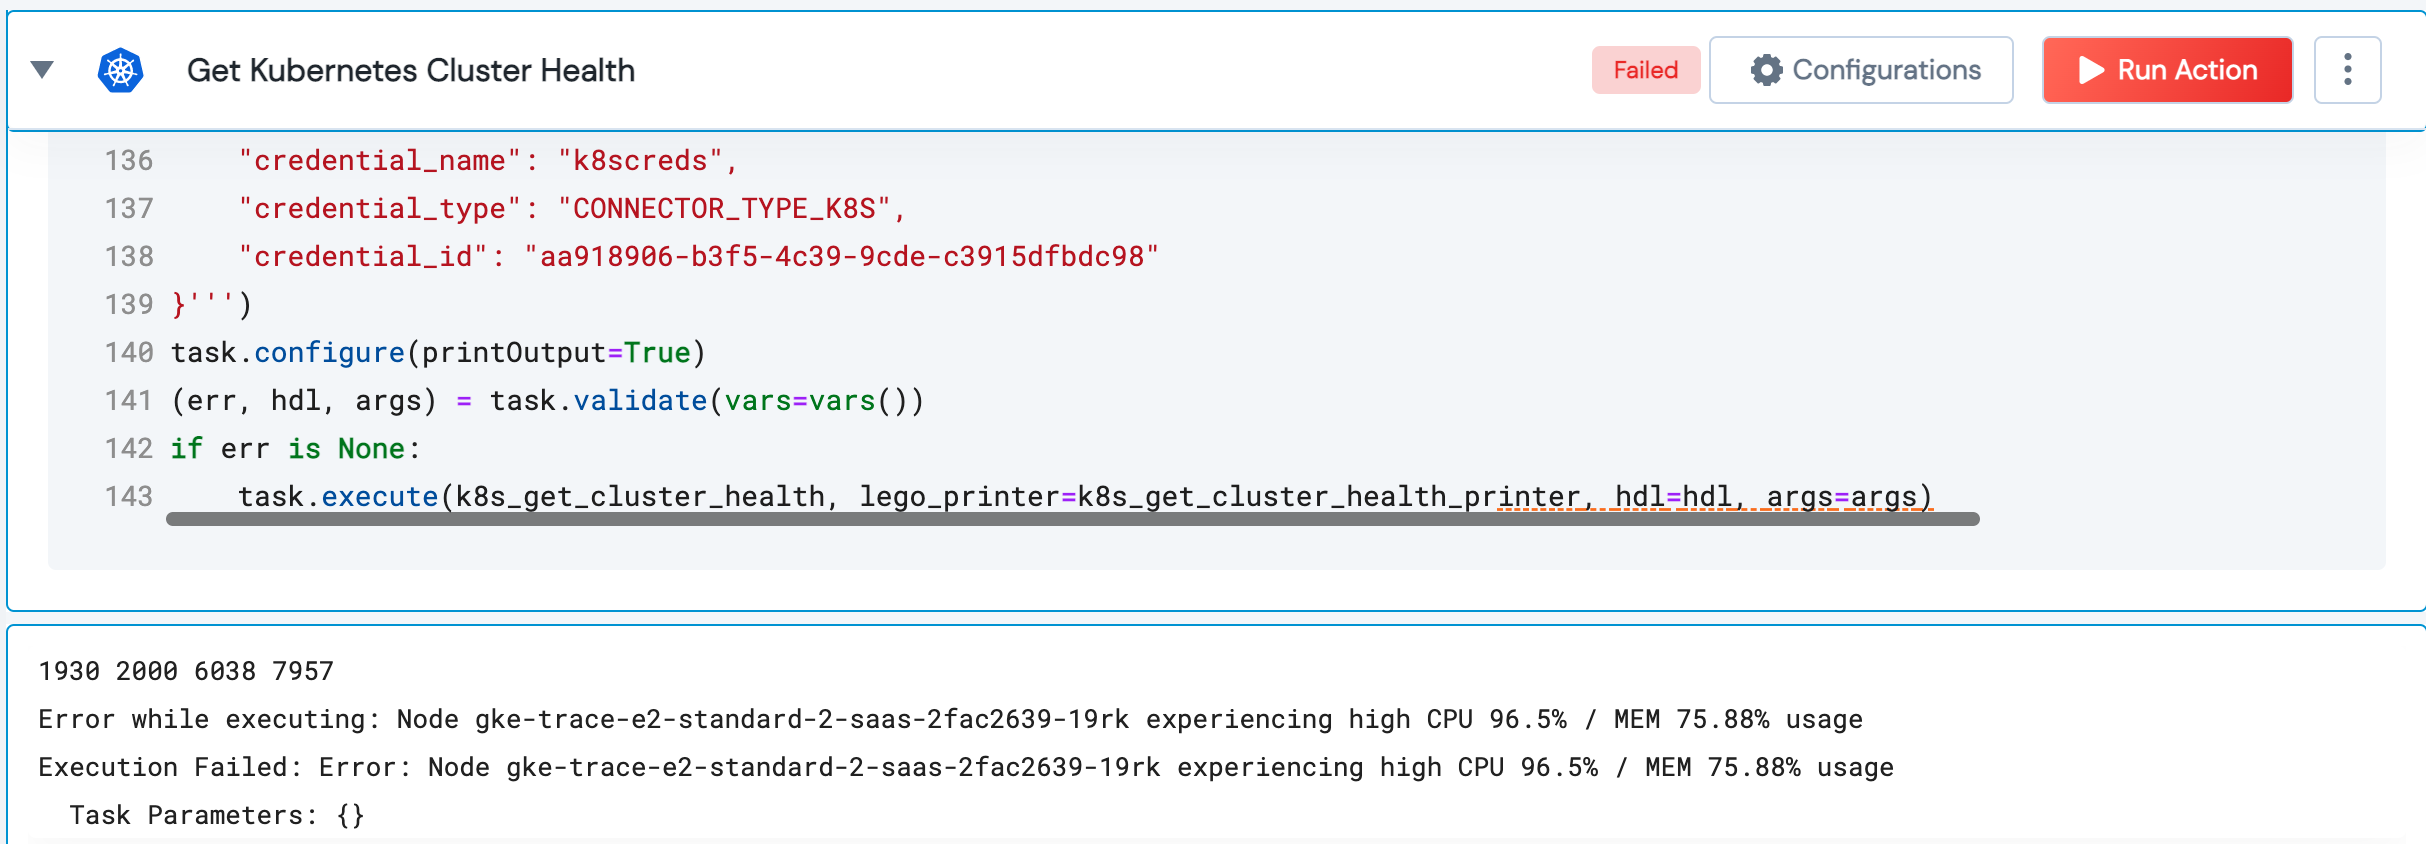 Get Kubernetes Cluster Health
Failed
Configurations
Run Action
136     "credential_name": "k8screds",
137     "credential_type": "CONNECTOR_TYPE_K8S",
138     "credential_id": "aa918906-b3f5-4c39-9cde-c3915dfbdc98"
139 }''')
140 task.configure(printOutput=True)
141 (err, hdl, args) = task.validate(vars=vars())
142 if err is None:
143     task.execute(k8s_get_cluster_health, lego_printer=k8s_get_cluster_health_printer, hdl=hdl, args=args)
1930 2000 6038 7957
Error while executing: Node gke-trace-e2-standard-2-saas-2fac2639-19rk experiencing high CPU 96.5% / MEM 75.88% usage
Execution Failed: Error: Node gke-trace-e2-standard-2-saas-2fac2639-19rk experiencing high CPU 96.5% / MEM 75.88% usage
  Task Parameters: {}